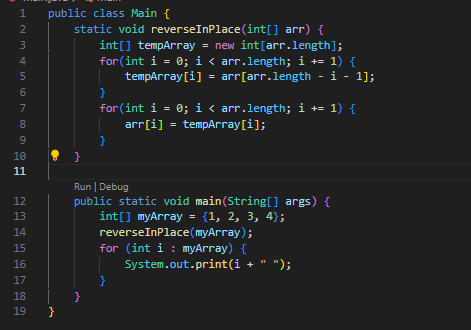 1 public class Main {
2     static void reverseInPlace(int[] arr) {
3         int[] tempArray = new int[arr.length];
4         for(int i = 0; i < arr.length; i += 1) {
5             tempArray[i] = arr[arr.length - i - 1];
6         }
7         for(int i = 0; i < arr.length; i += 1) {
8             arr[i] = tempArray[i];
9         }
10     }
11
Run | Debug
12     public static void main(String[] args) {
13         int[] myArray = {1, 2, 3, 4};
14         reverseInPlace(myArray);
15         for (int i : myArray) {
16             System.out.print(i + " ");
17         }
18     }
19 }